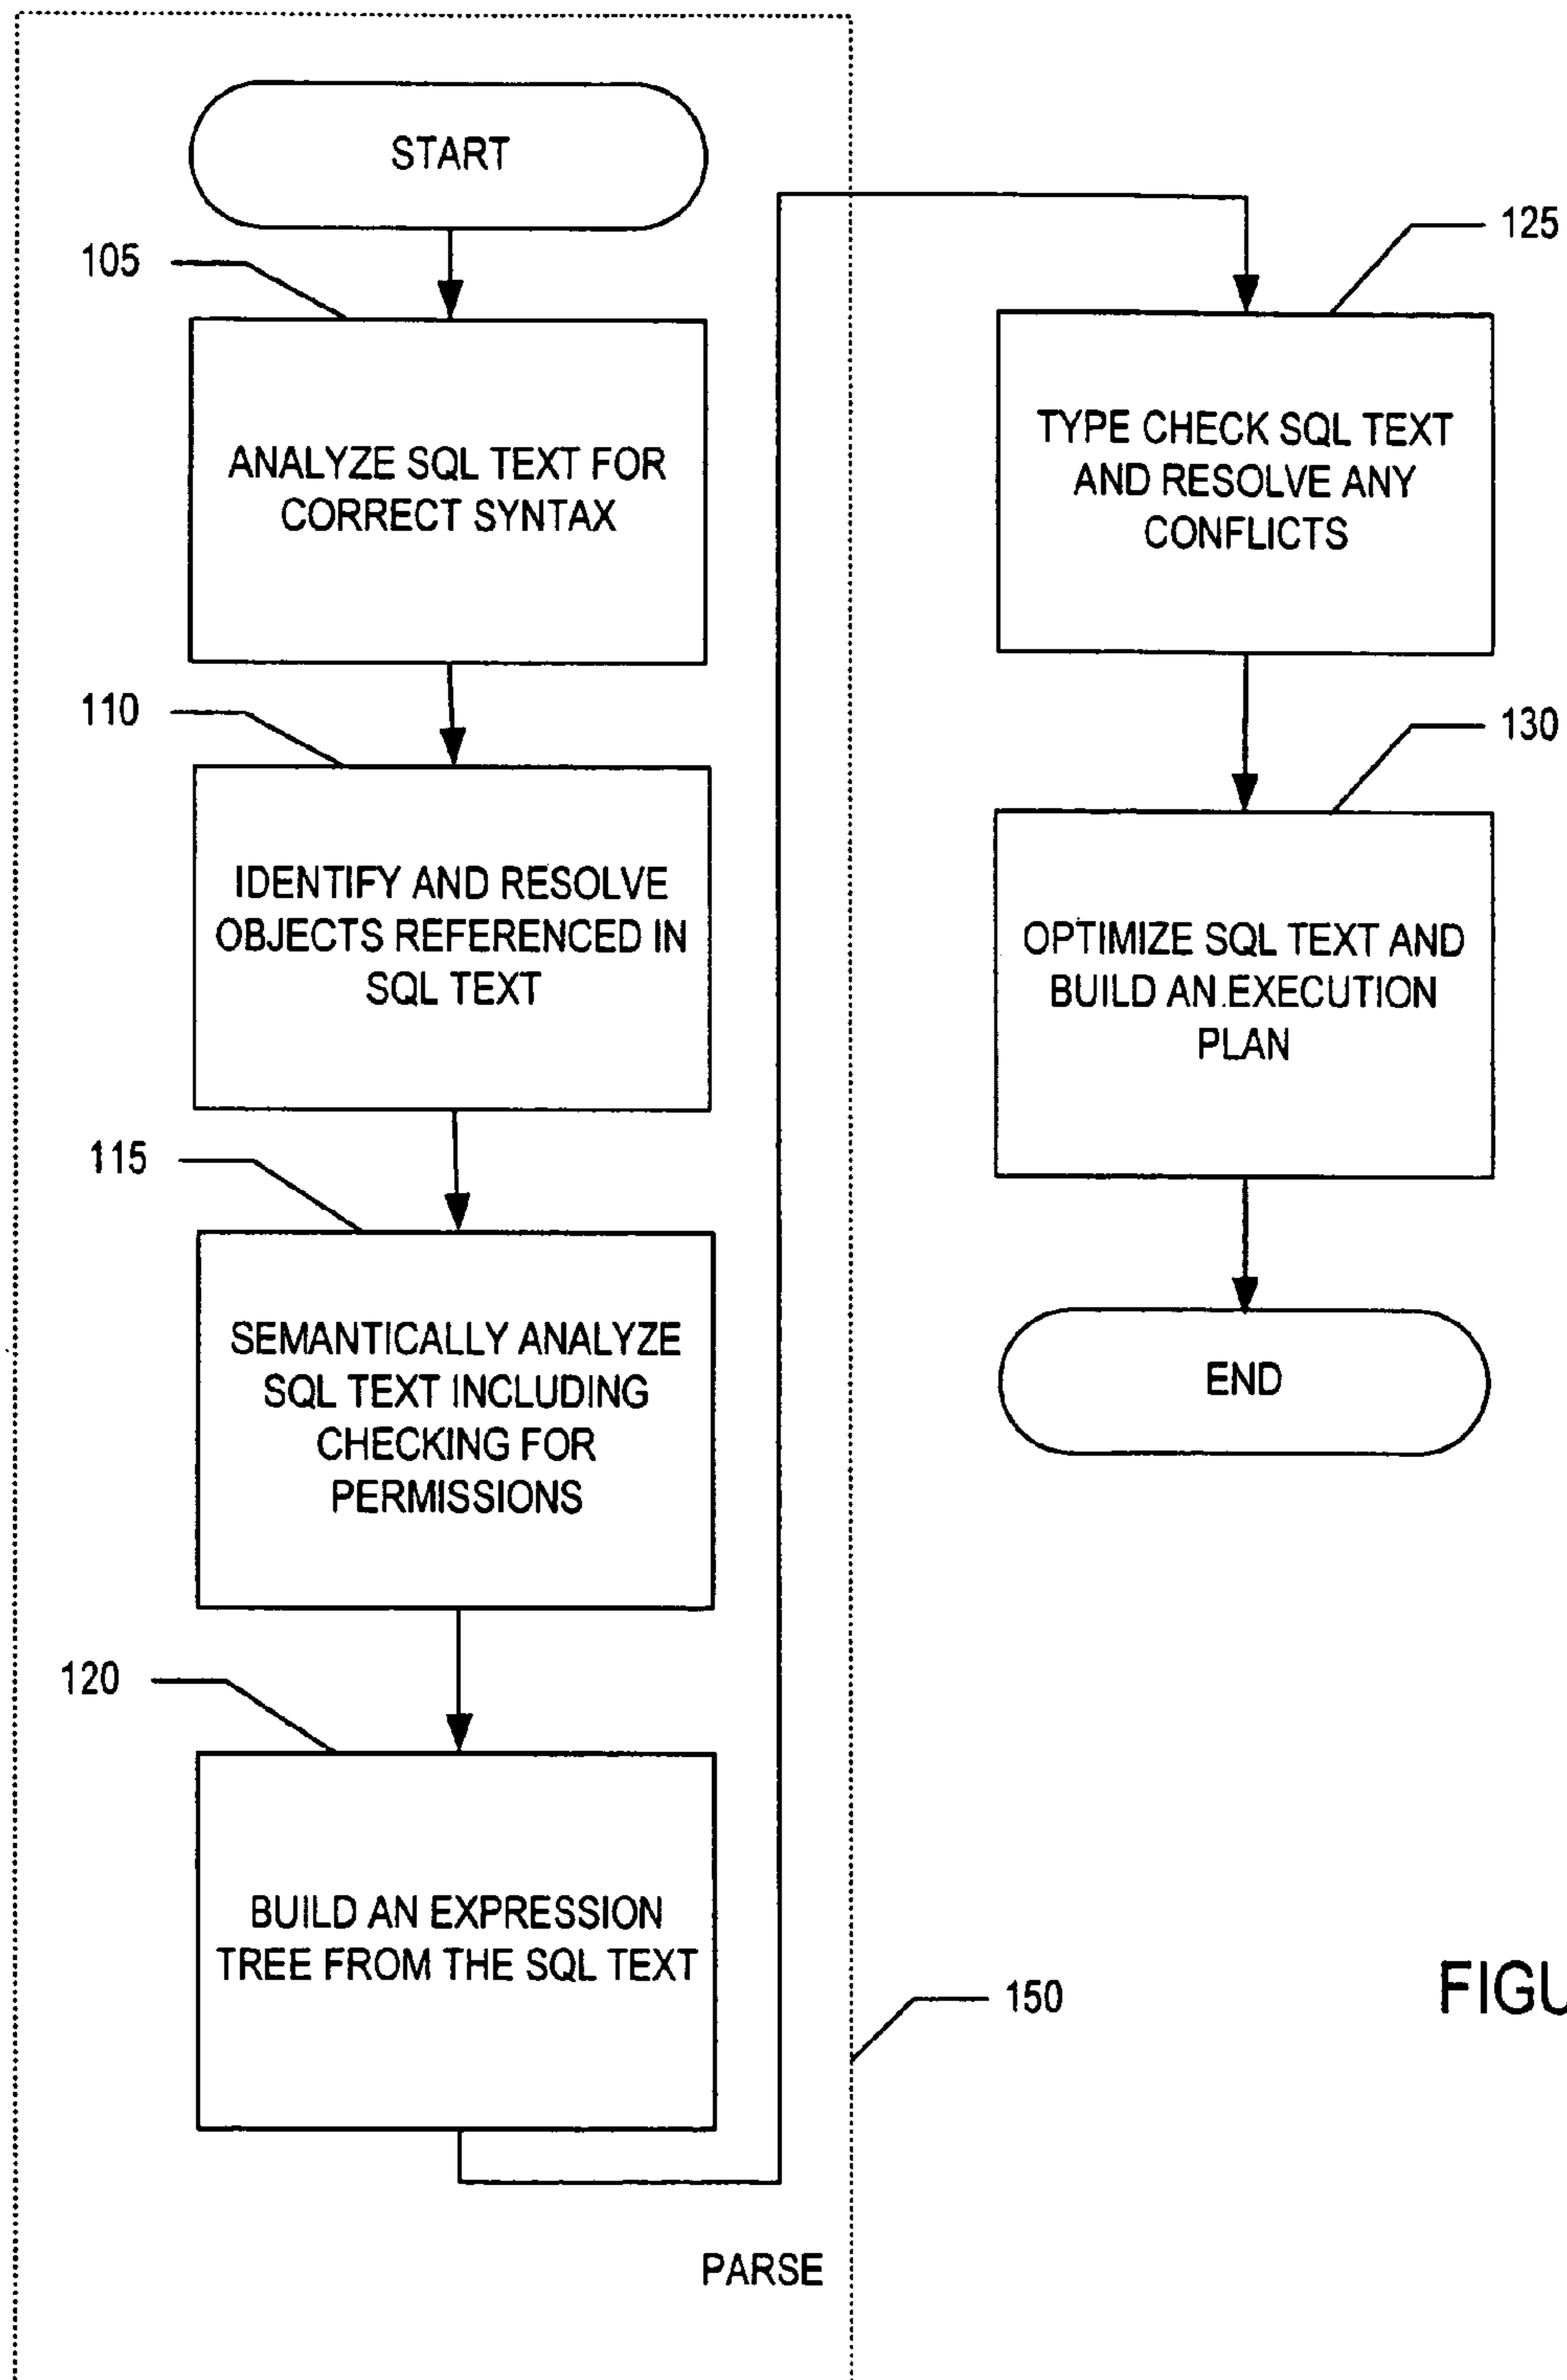 START
105
ANALYZE SQL TEXT FOR
CORRECT SYNTAX
110
IDENTIFY AND RESOLVE
OBJECTS REFERENCED IN
SQL TEXT
115
SEMANTICALLY ANALYZE
SQL TEXT INCLUDING
CHECKING FOR
PERMISSIONS
120
BUILD AN EXPRESSION
TREE FROM THE SQL TEXT
PARSE
150
125
TYPE CHECK SQL TEXT
AND RESOLVE ANY
CONFLICTS
130
OPTIMIZE SQL TEXT AND
BUILD AN EXECUTION
PLAN
END